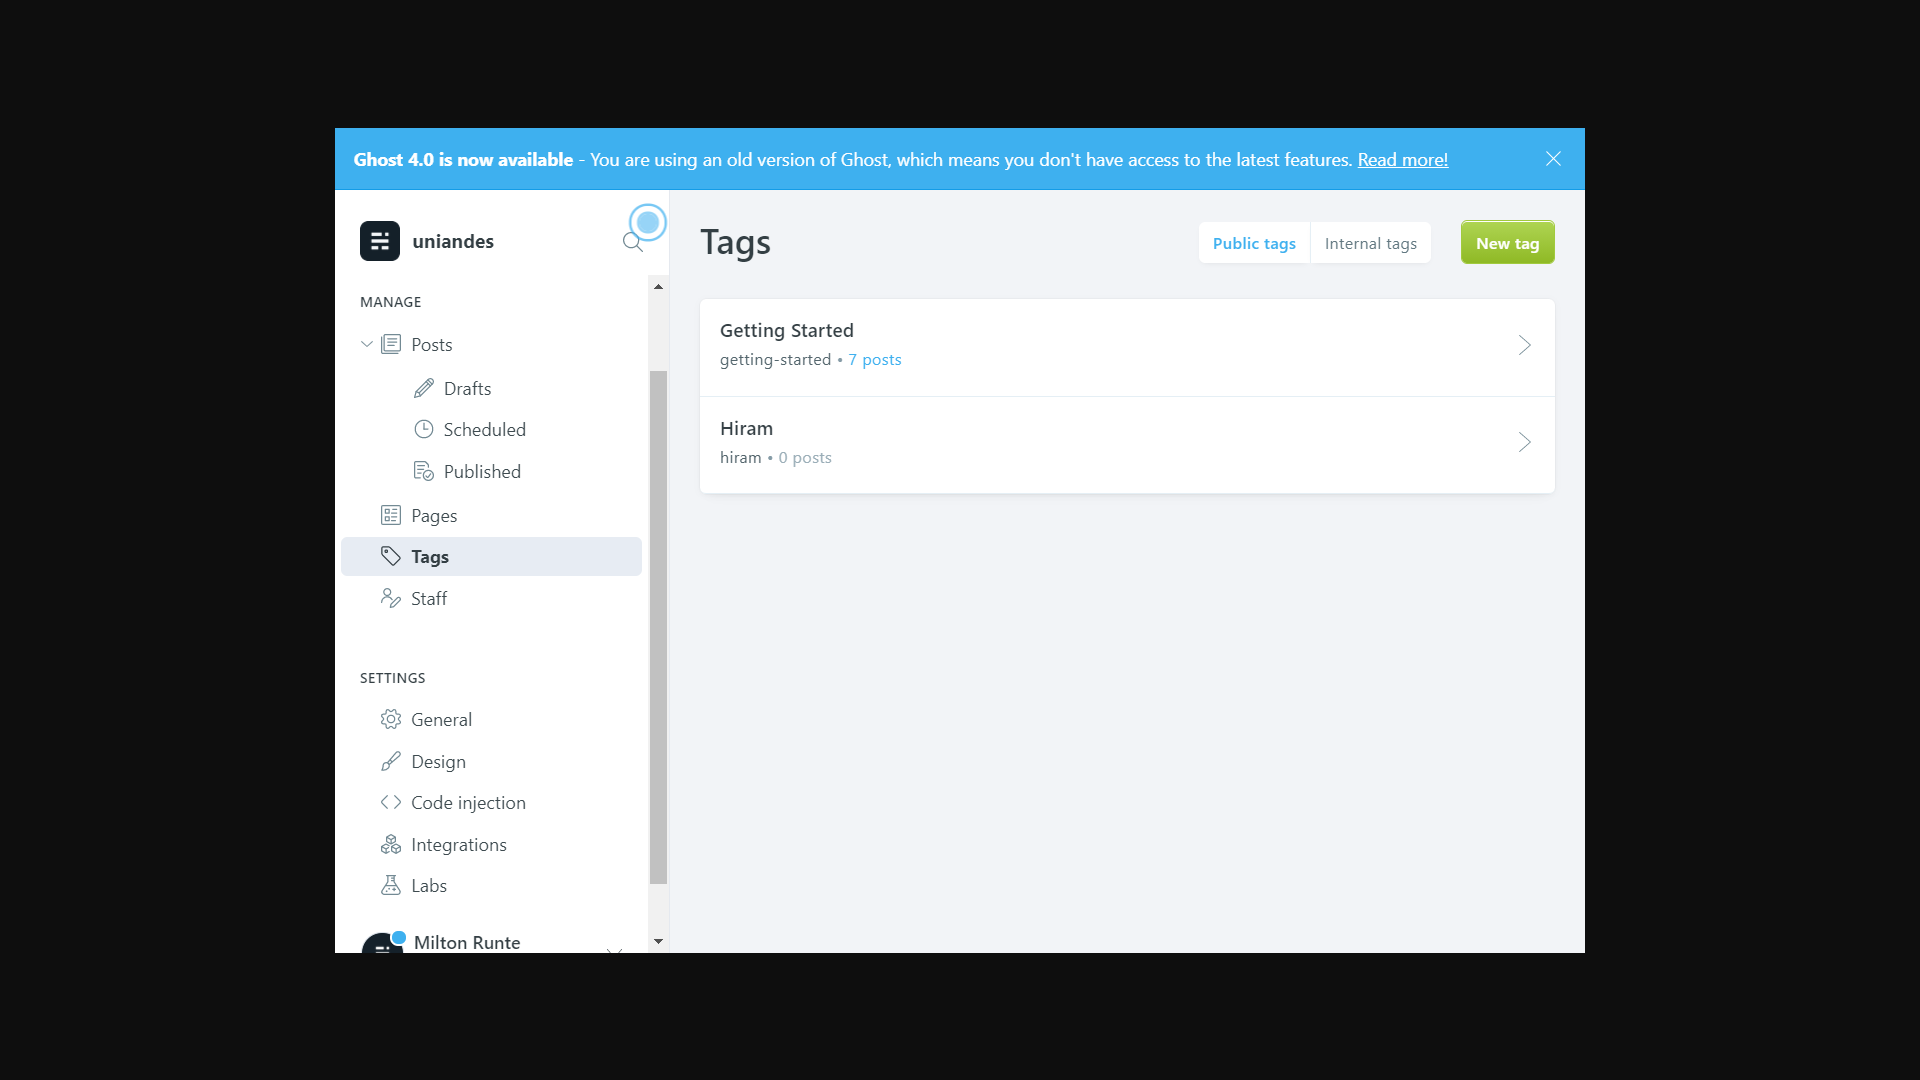 Ghost 4.0 is now available - You are using an old version of Ghost, which means you don't have access to the latest features. Read more!
uniandes
MANAGE
Posts
Drafts
Scheduled
Published
Pages
Tags
Staff
SETTINGS
General
Design
Code injection
Integrations
Labs
Milton Runte
Tags
Public tags
Internal tags
New tag
Getting Started
getting-started • 7 posts
Hiram
hiram • 0 posts